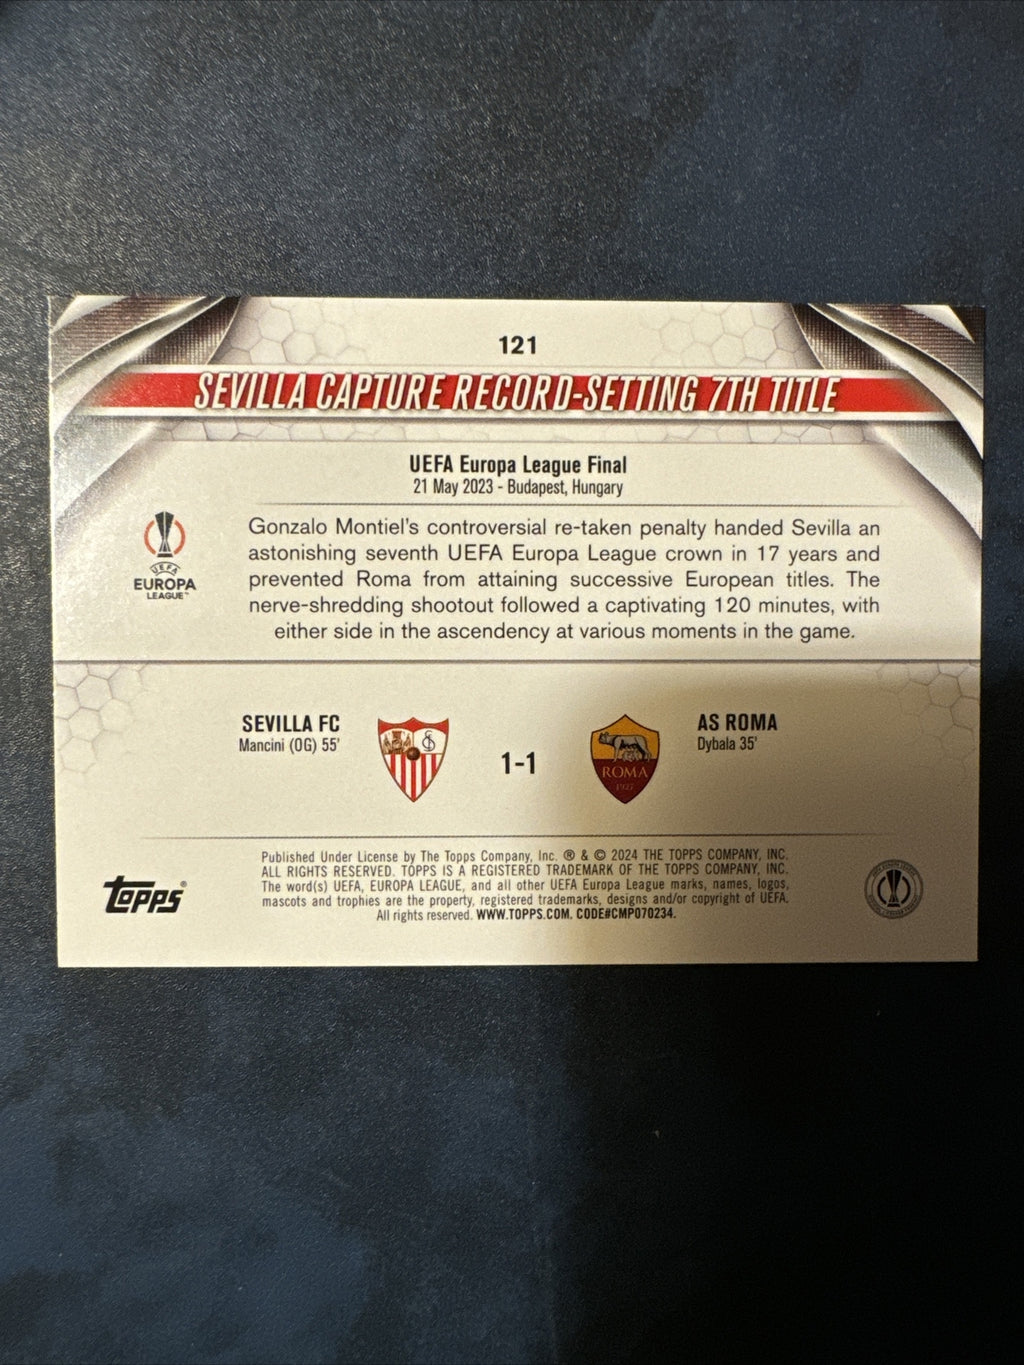 121
SEVILLA CAPTURE RECORD-SETTING 7TH TITLE
UEFA Europa League Final
21 May 2023 - Budapest, Hungary
Gonzalo Montiel's controversial re-taken penalty handed Sevilla an
astonishing seventh UEFA Europa League crown in 17 years and
prevented Roma from attaining successive European titles. The
nerve-shredding shootout followed a captivating 120 minutes, with
either side in the ascendency at various moments in the game.
UEFA
EUROPA
LEAGUE™
SEVILLA FC
Mancini (OG) 55'
1-1
ROMA
1927
AS ROMA
Dybala 35'
TOPPS®
Published Under License by The Topps Company, Inc. ® & © 2024 THE TOPPS COMPANY, INC.
ALL RIGHTS RESERVED. TOPPS IS A REGISTERED TRADEMARK OF THE TOPPS COMPANY, INC.
The word(s) UEFA, EUROPA LEAGUE, and all other UEFA Europa League marks, names, logos,
mascots and trophies are the property, registered trademarks, designs and/or copyright of UEFA.
All rights reserved. WWW.TOPPS.COM. CODE#CMP070234.